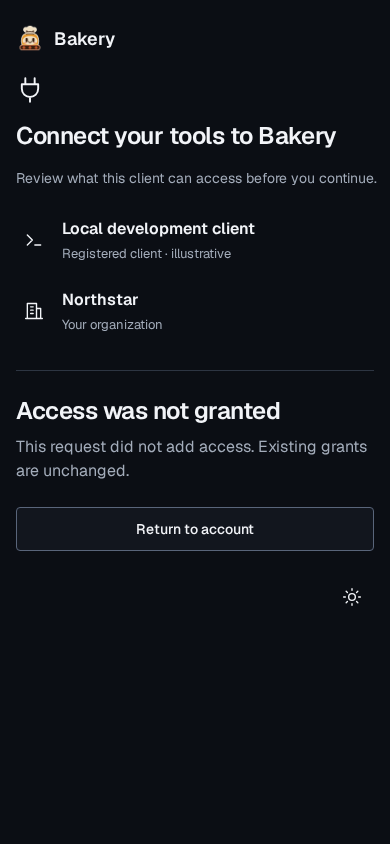 Bakery
Connect your tools to Bakery
Review what this client can access before you continue.
Local development client
Registered client · illustrative
Northstar
Your organization
Access was not granted
This request did not add access. Existing grants
are unchanged.
Return to account